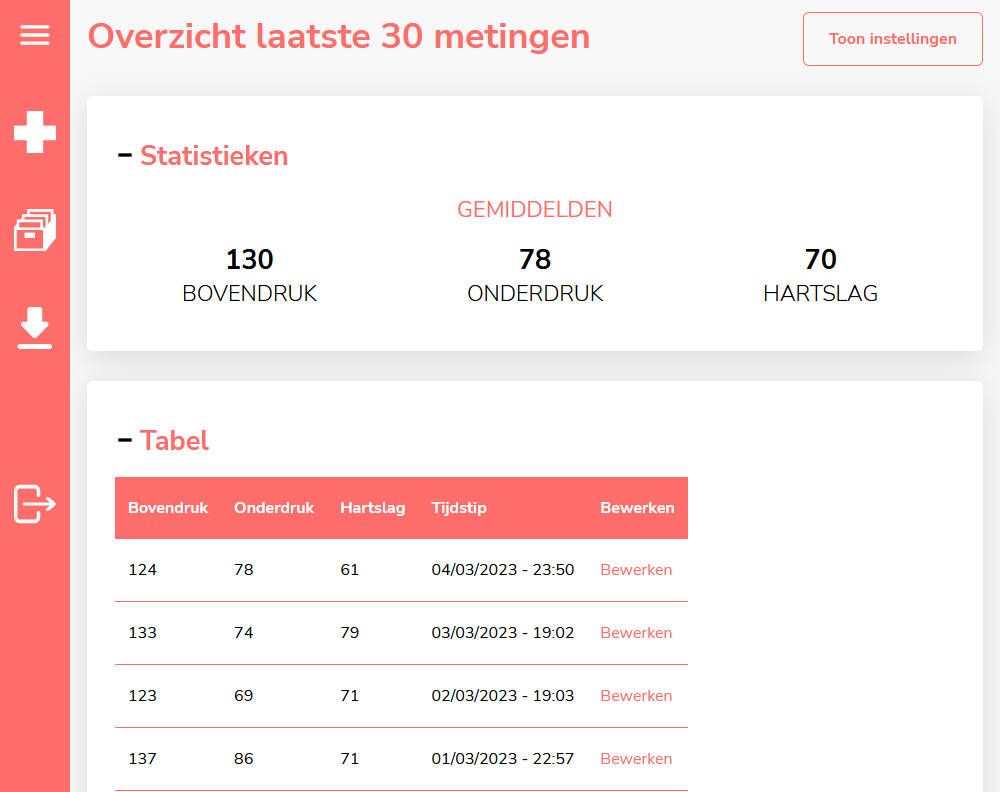 Overzicht laatste 30 metingen
Toon instellingen
Statistieken
GEMIDDELDEN
130 78 70
BOVENDRUK ONDERDRUK HARTSLAG
Tabel
Bovendruk Onderdruk Hartslag Tijdstip Bewerken
124 78 61 04/03/2023 - 23:50 Bewerken
133 74 79 03/03/2023 - 19:02 Bewerken
123 69 71 02/03/2023 - 19:03 Bewerken
137 86 71 01/03/2023 - 22:57 Bewerken